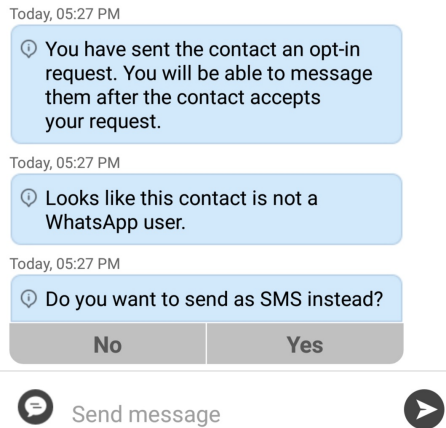 Today, 05:27 PM
You have sent the contact an opt-in
request. You will be able to message
them after the contact accepts
your request.
Today, 05:27 PM
Looks like this contact is not a
WhatsApp user.
Today, 05:27 PM
Do you want to send as SMS instead?
No Yes
Send message